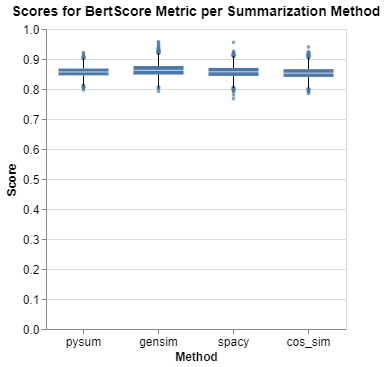 Scores for BertScore Metric per Summarization Method
1.0
0.9
0.8
0.7
0.6
0.5
0.4
0.3
0.2
0.1
0.0
Score
pysum gensim spacy cos_sim
Method